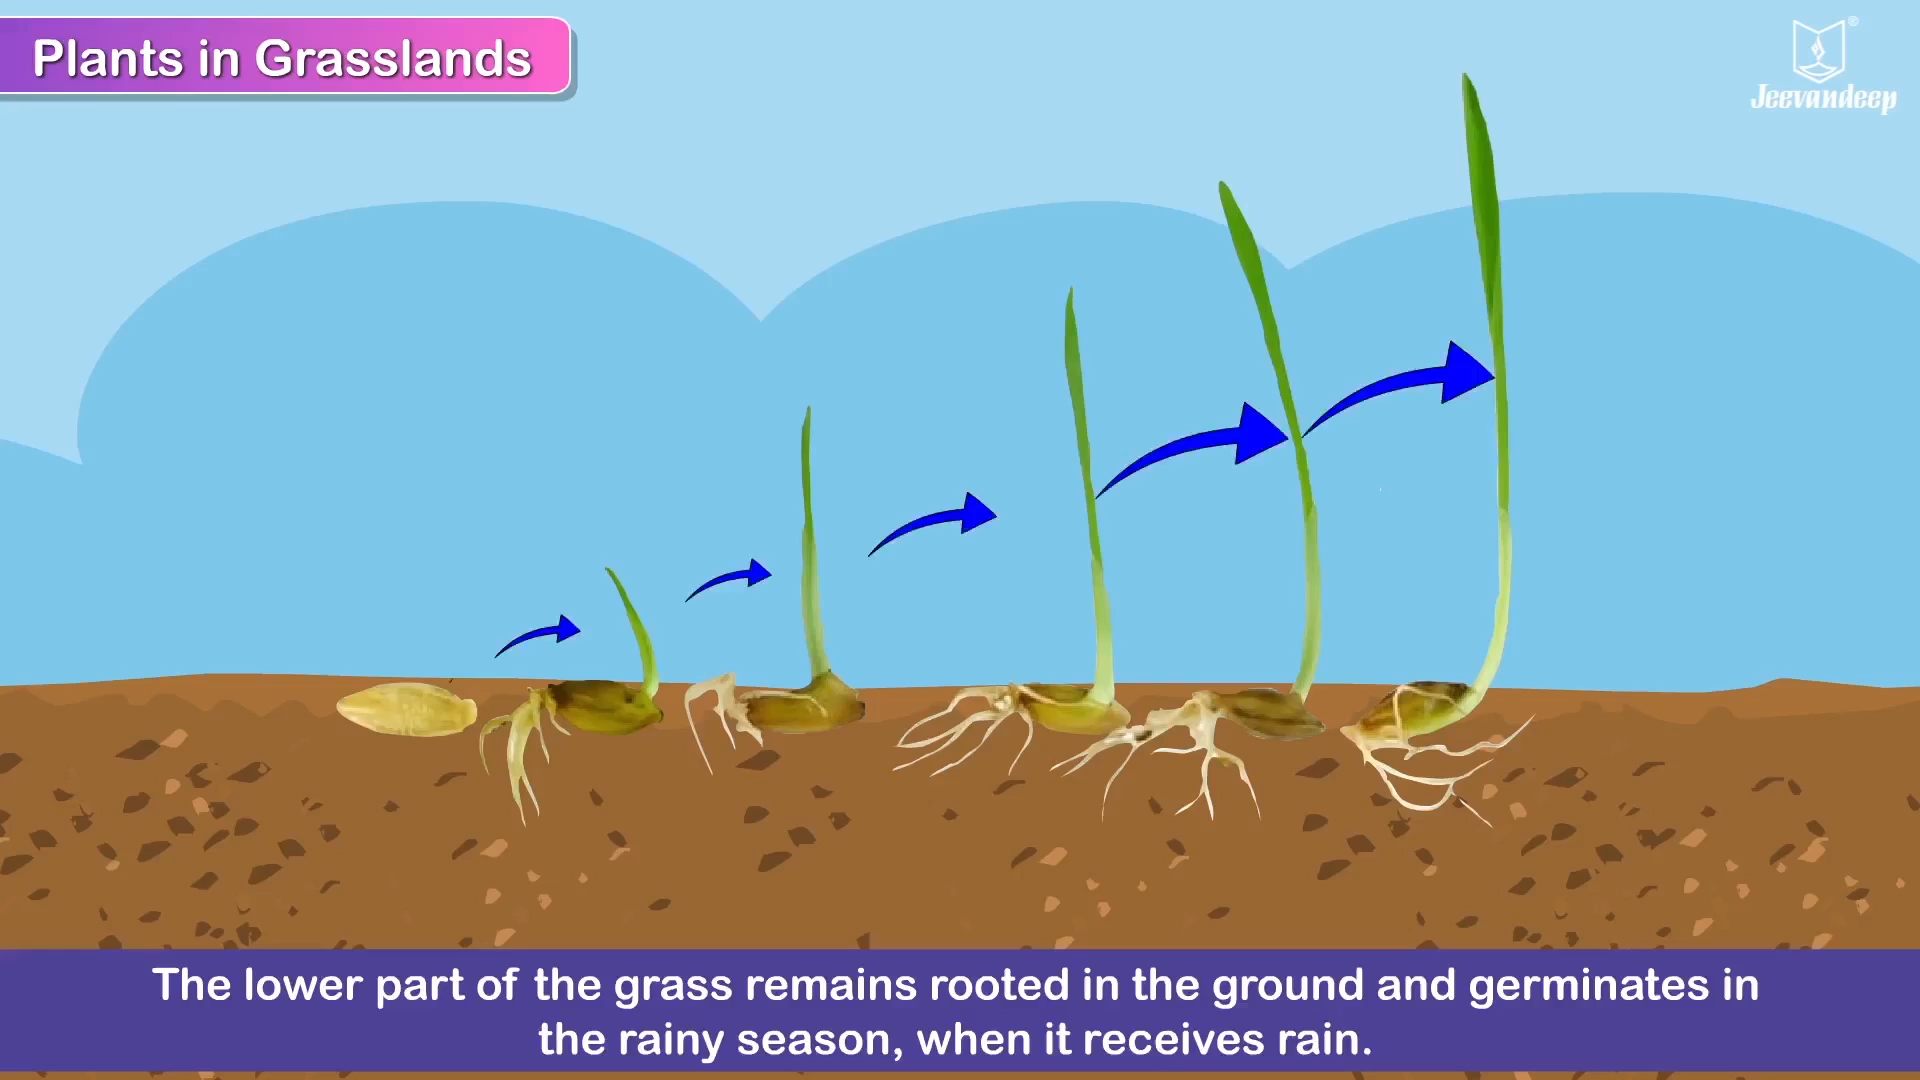 Plants in Grasslands
®
Jeevandeep
The lower part of the grass remains rooted in the ground and germinates in
the rainy season, when it receives rain.